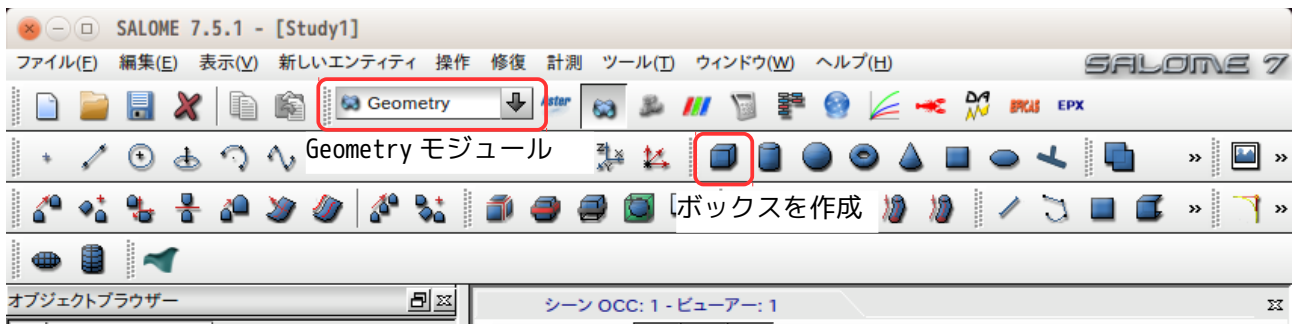 SALOME 7.5.1 - [Study1]
ファイル(F) 編集(E) 表示(V) 新しいエンティティ 操作 修復 計測 ツール(T) ウィンドウ(W) ヘルプ(H) SALOME 7
Geometry Aster EPX
Geometry モジュール
ボックスを作成
オブジェクトブラウザー シーン OCC: 1 - ビューアー: 1